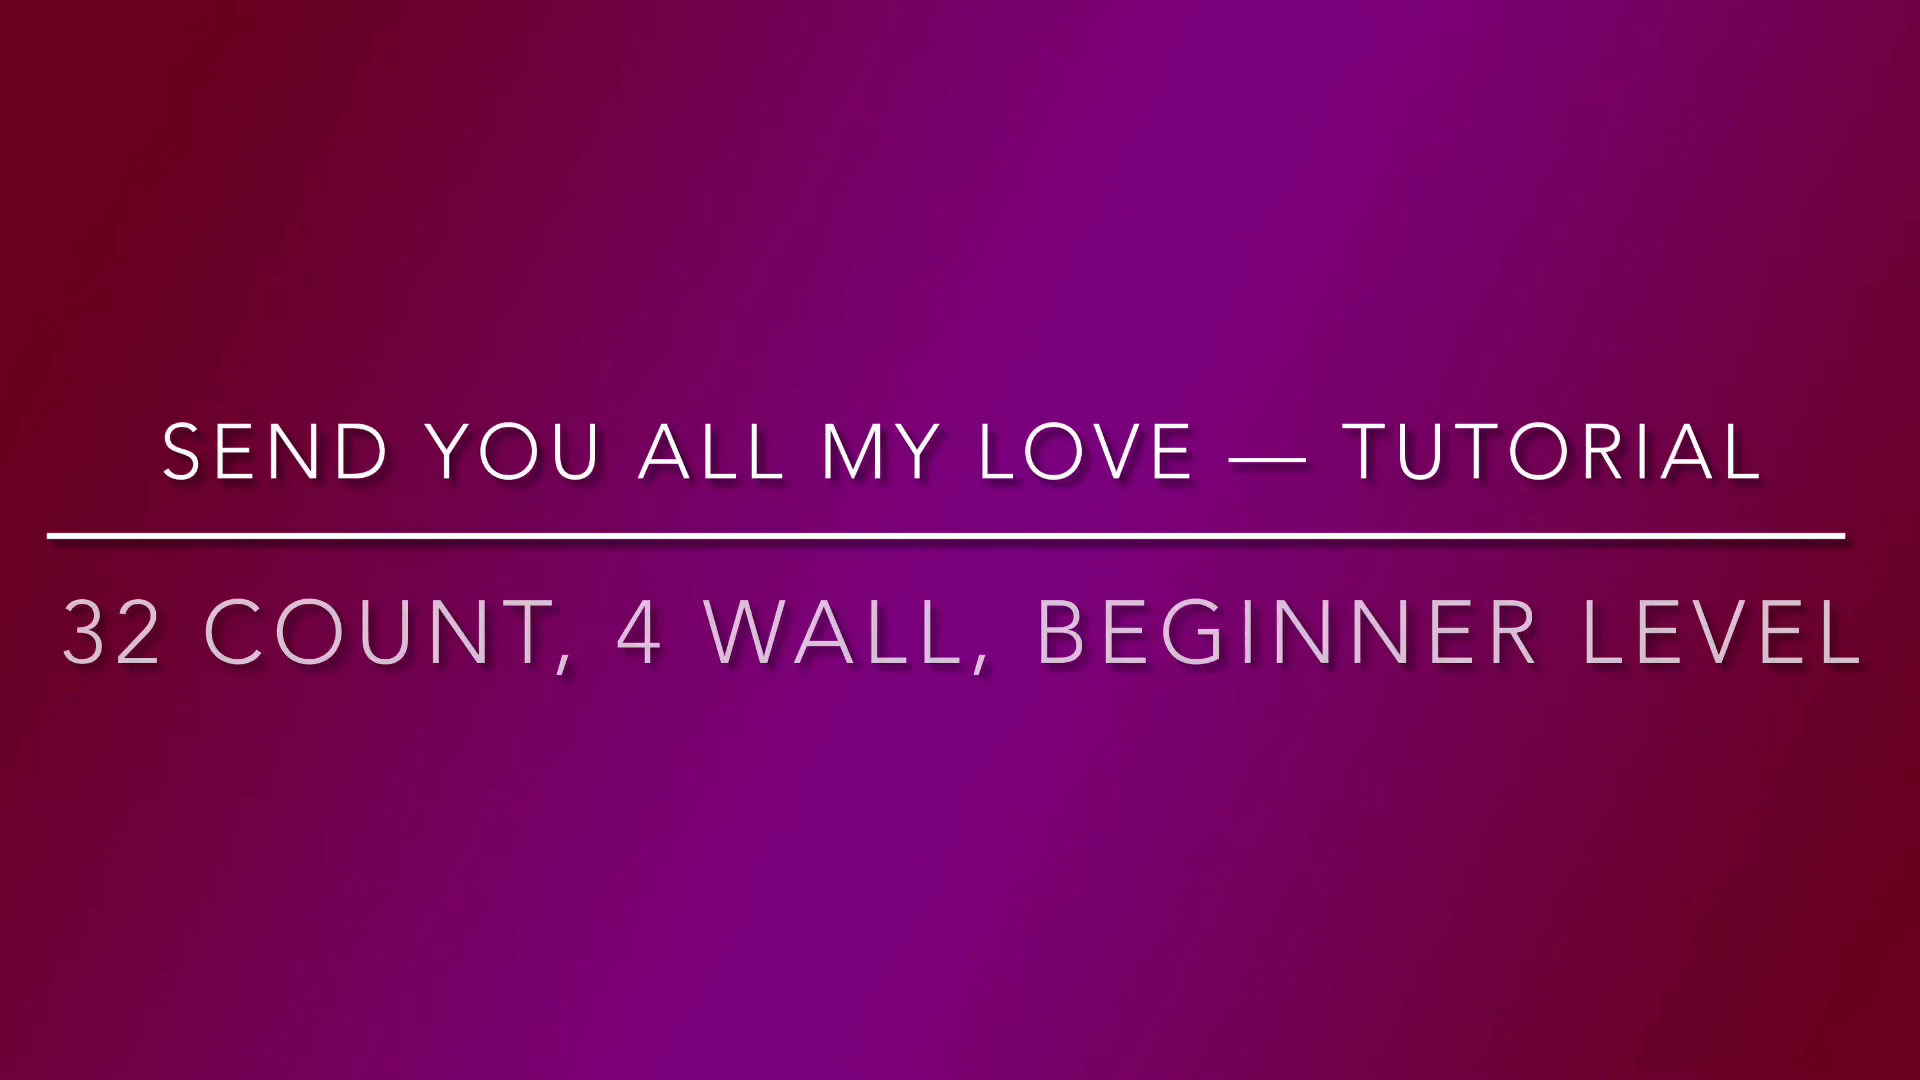 SEND YOU ALL MY LOVE — TUTORIAL
32 COUNT, 4 WALL, BEGINNER LEVEL